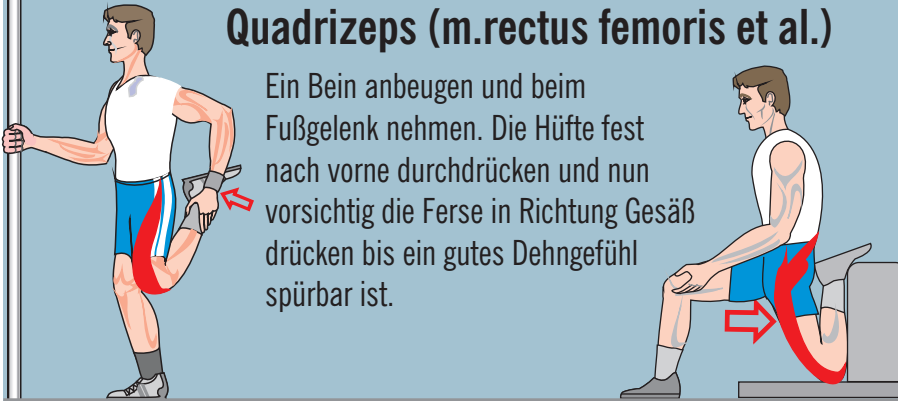 Quadrizeps (m.rectus femoris et al.)
Ein Bein anbeugen und beim
Fußgelenk nehmen. Die Hüfte fest
nach vorne durchdrücken und nun
vorsichtig die Ferse in Richtung Gesäß
drücken bis ein gutes Dehngefühl
spürbar ist.